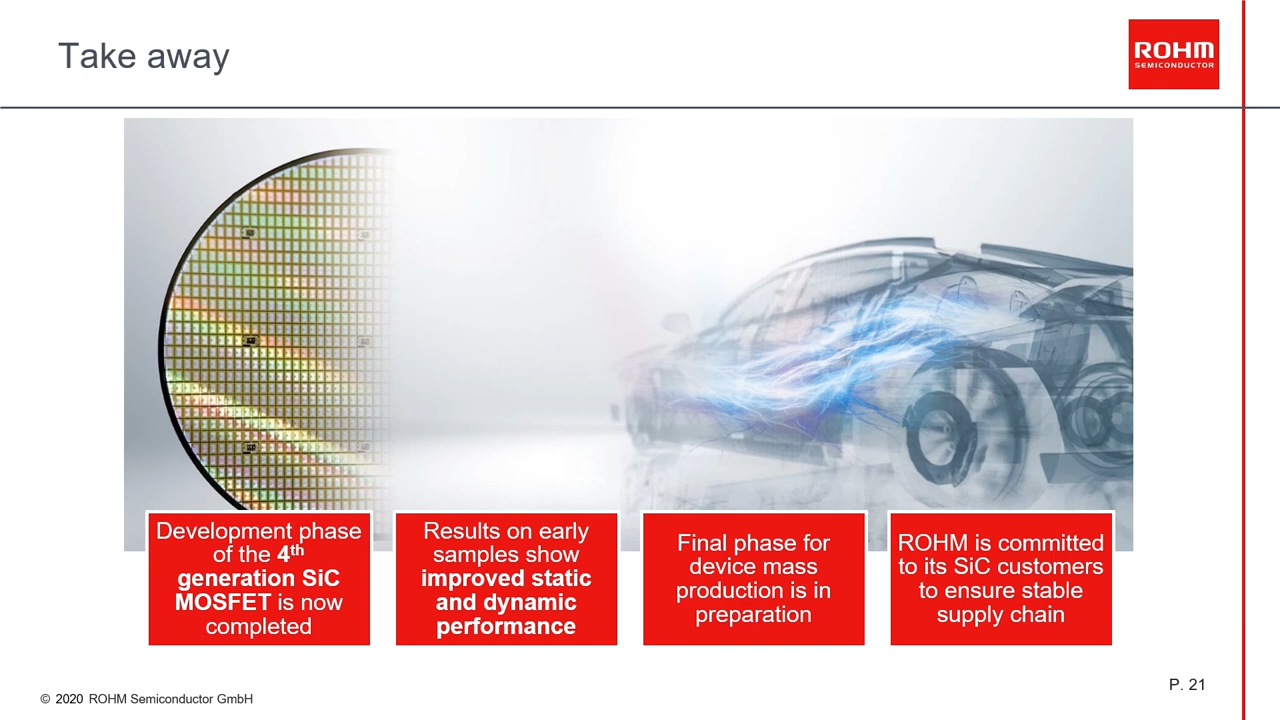 Take away
ROHM
SEMICONDUCTOR
Development phase
of the 4th
generation SiC
MOSFET is now
completed
Results on early
samples show
improved static
and dynamic
performance
Final phase for
device mass
production is in
preparation
ROHM is committed
to its SiC customers
to ensure stable
supply chain
© 2020 ROHM Semiconductor GmbH
P. 21